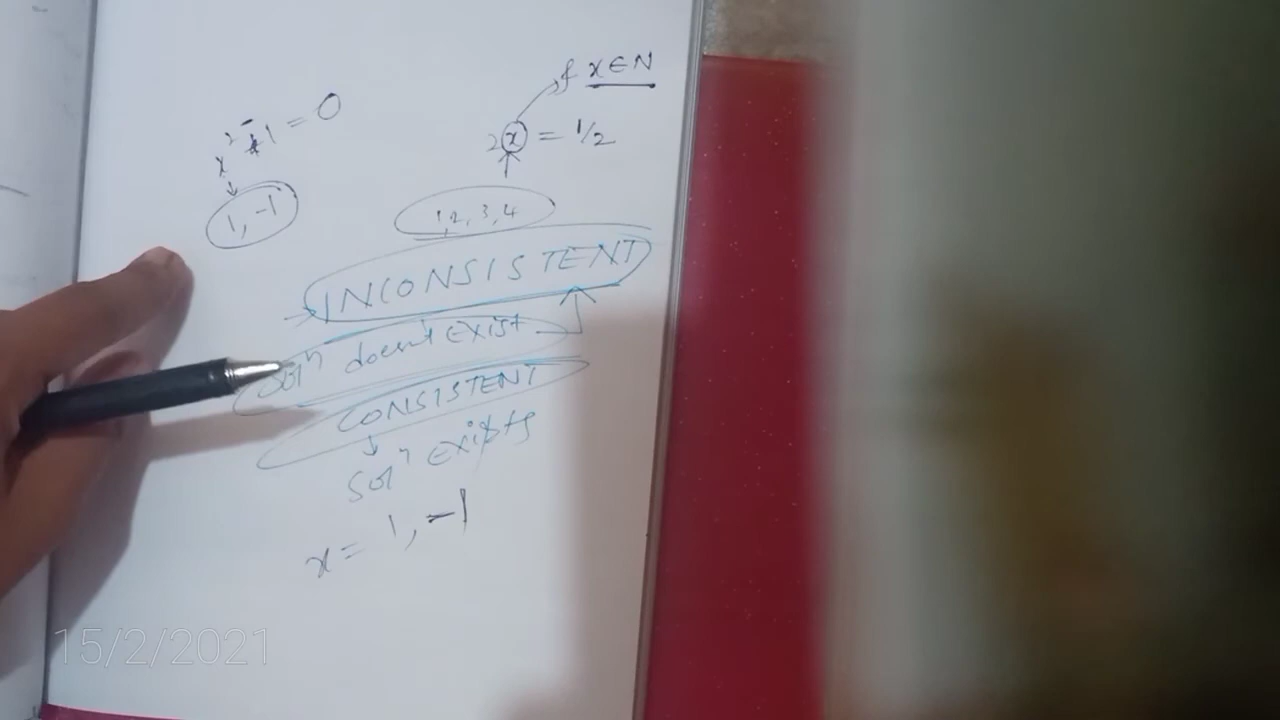 x² - 1 = 0
1, -1
x ∈ N
2x = 1/2
1, 2, 3, 4
INCONSISTENT
Solⁿ doesn't exist
CONSISTENT
Solⁿ exists
x = 1, -1
15/2/2021